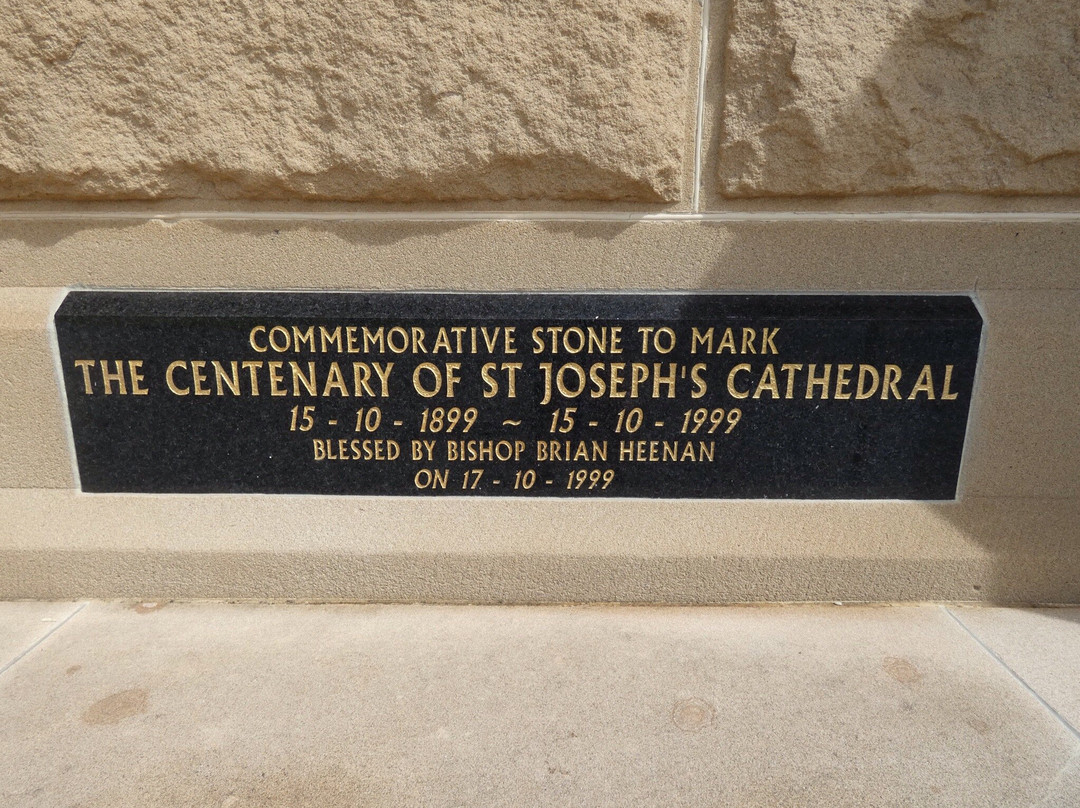 COMMEMORATIVE STONE TO MARK
THE CENTENARY OF ST JOSEPH'S CATHEDRAL
15 - 10 - 1899 ~ 15 - 10 - 1999
BLESSED BY BISHOP BRIAN HEENAN
ON 17 - 10 - 1999